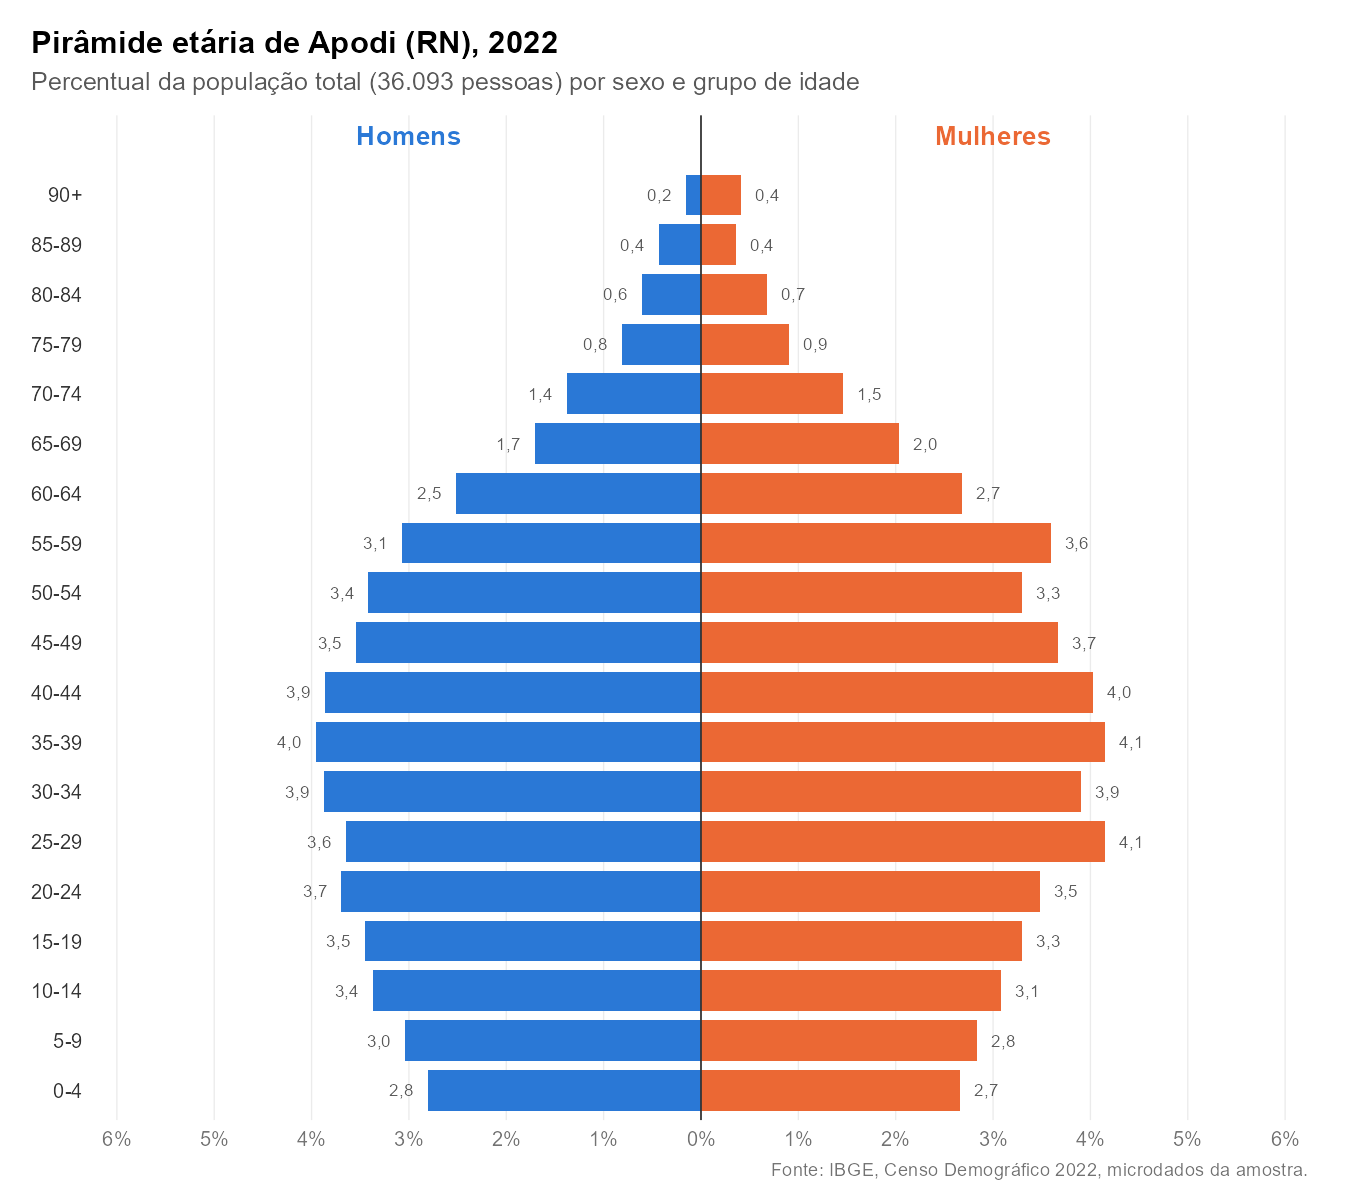 Pirâmide etária de Apodi (RN), 2022
Percentual da população total (36.093 pessoas) por sexo e grupo de idade
Homens Mulheres
90+ 0,2 0,4
85-89 0,4 0,4
80-84 0,6 0,7
75-79 0,8 0,9
70-74 1,4 1,5
65-69 1,7 2,0
60-64 2,5 2,7
55-59 3,1 3,6
50-54 3,4 3,3
45-49 3,5 3,7
40-44 3,9 4,0
35-39 4,0 4,1
30-34 3,9 3,9
25-29 3,6 4,1
20-24 3,7 3,5
15-19 3,5 3,3
10-14 3,4 3,1
5-9 3,0 2,8
0-4 2,8 2,7
6% 5% 4% 3% 2% 1% 0% 1% 2% 3% 4% 5% 6%
Fonte: IBGE, Censo Demográfico 2022, microdados da amostra.